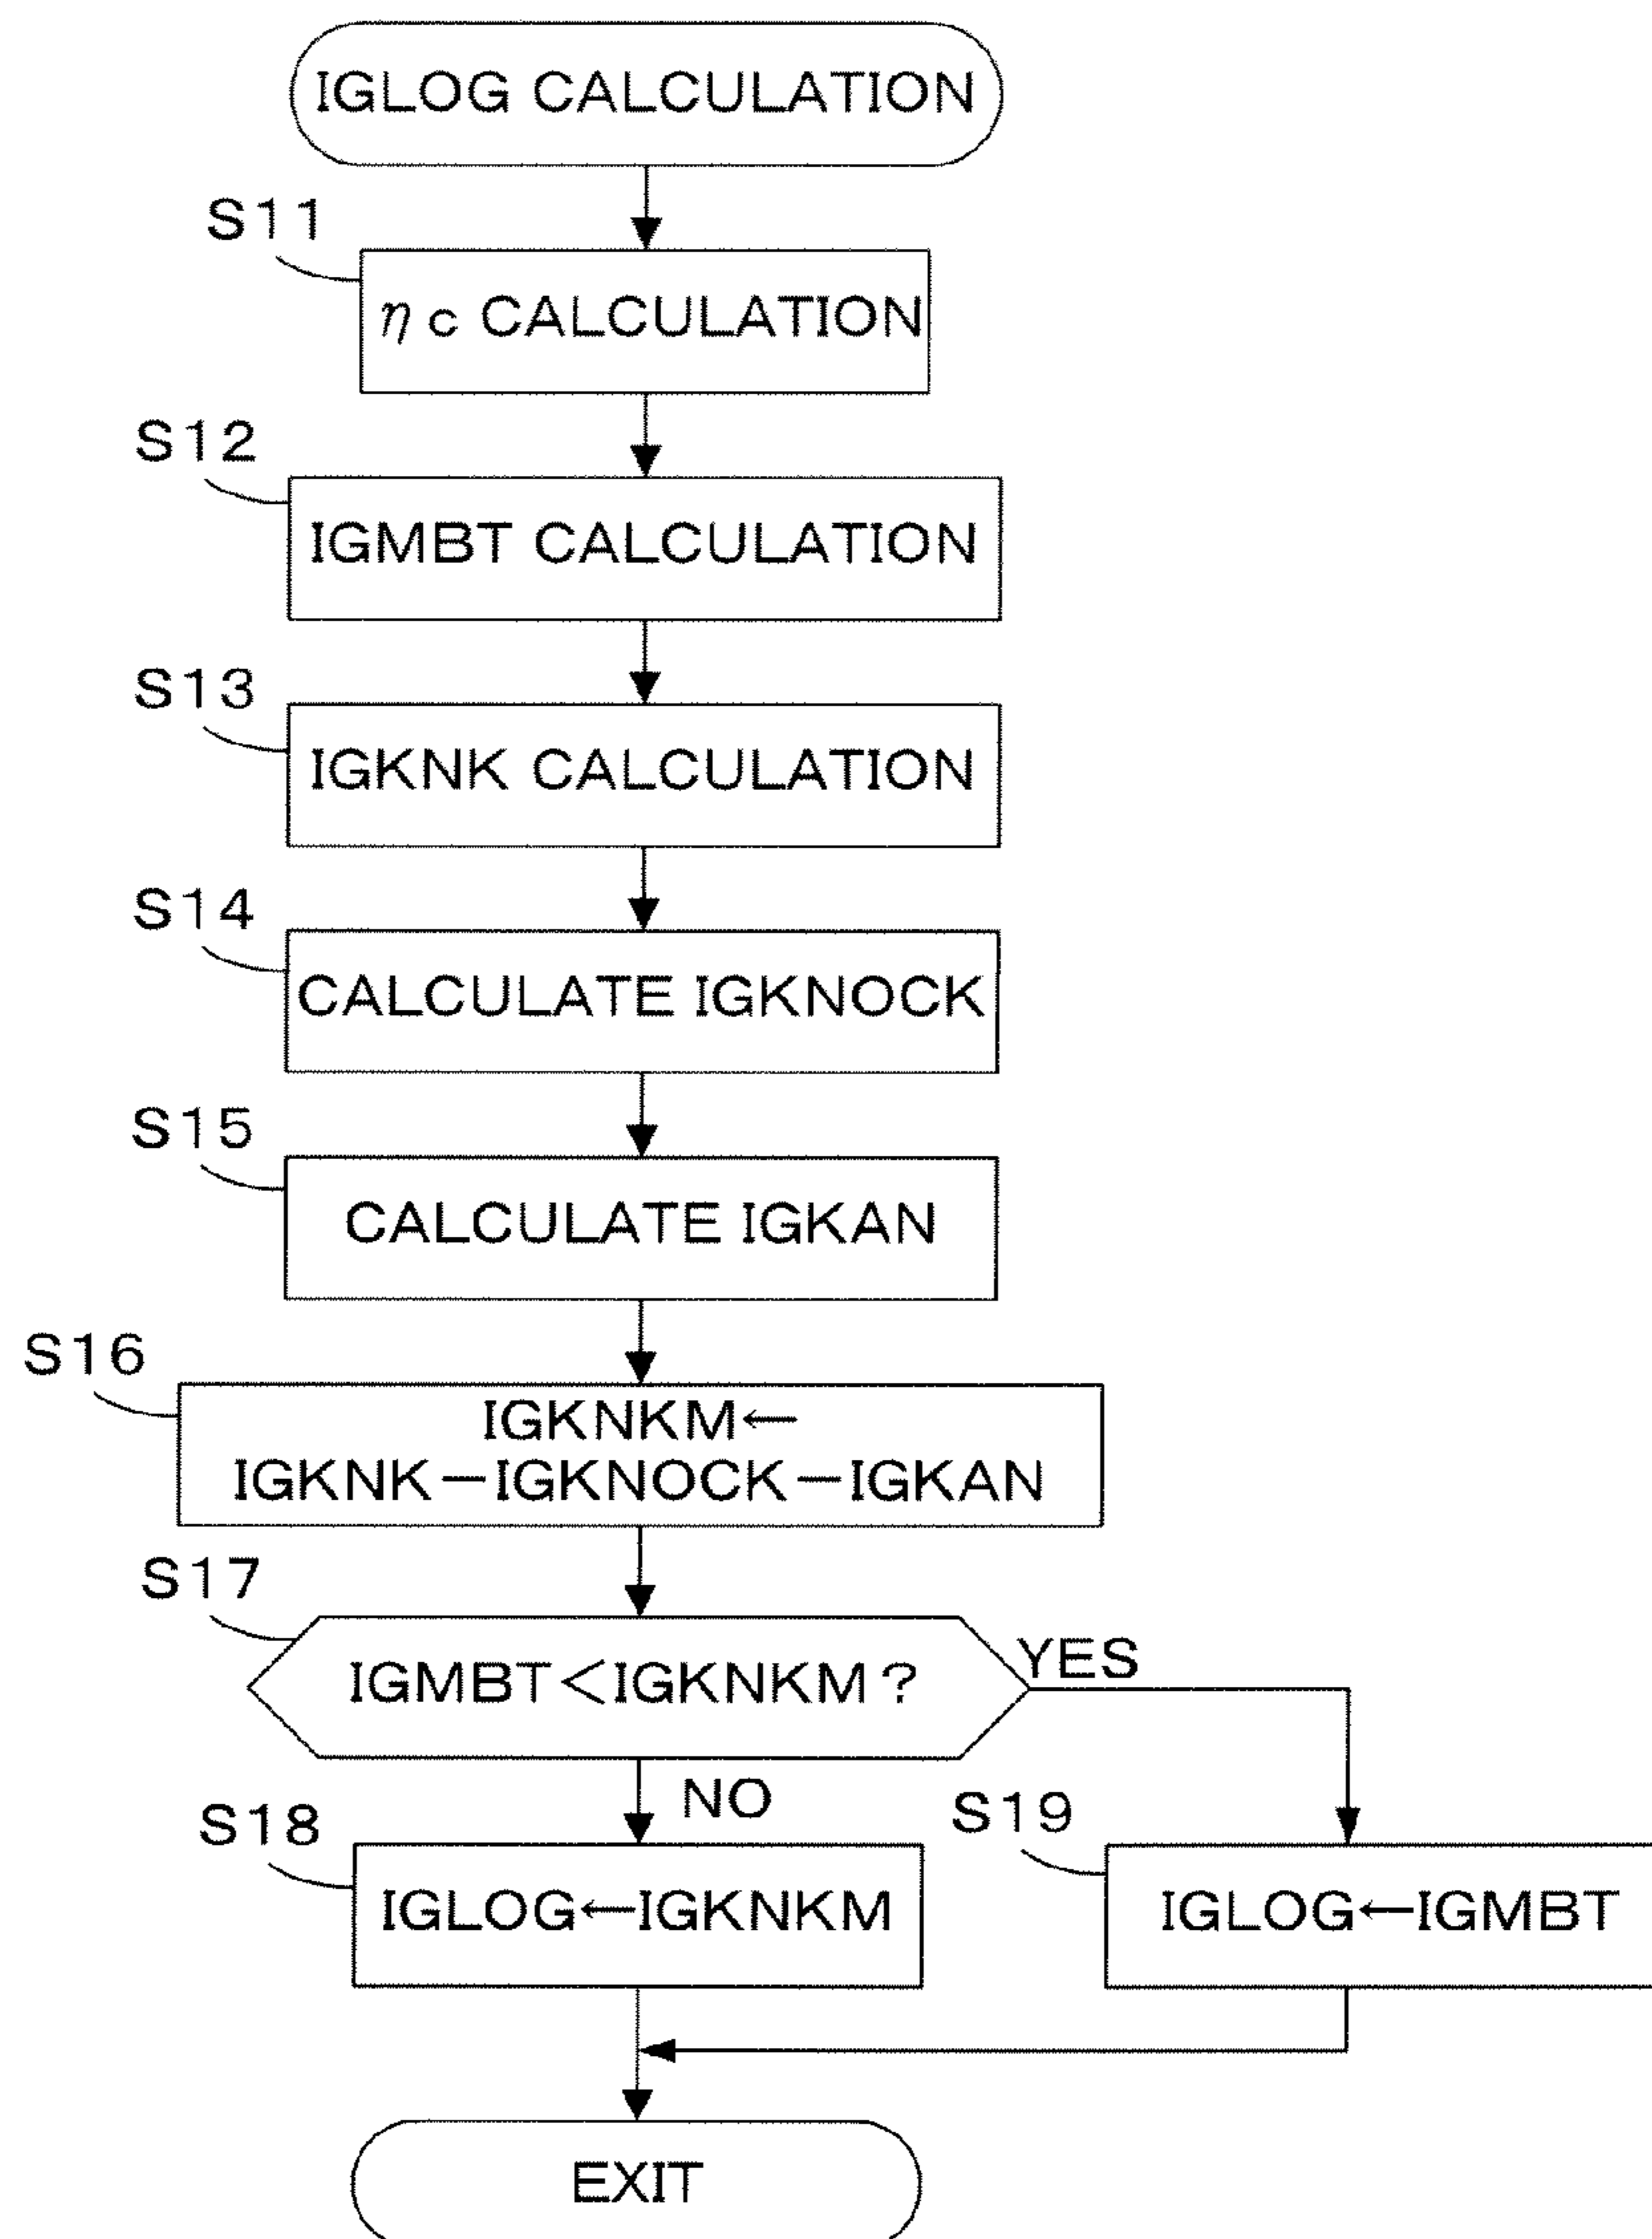 IGLOG CALCULATION
S11
ηc CALCULATION
S12
IGMBT CALCULATION
S13
IGKNK CALCULATION
S14
CALCULATE IGKNOCK
S15
CALCULATE IGKAN
S16
IGKNKM←
IGKNK－IGKNOCK－IGKAN
S17
IGMBT＜IGKNKM?
YES
NO
S18
IGLOG←IGKNKM
S19
IGLOG←IGMBT
EXIT